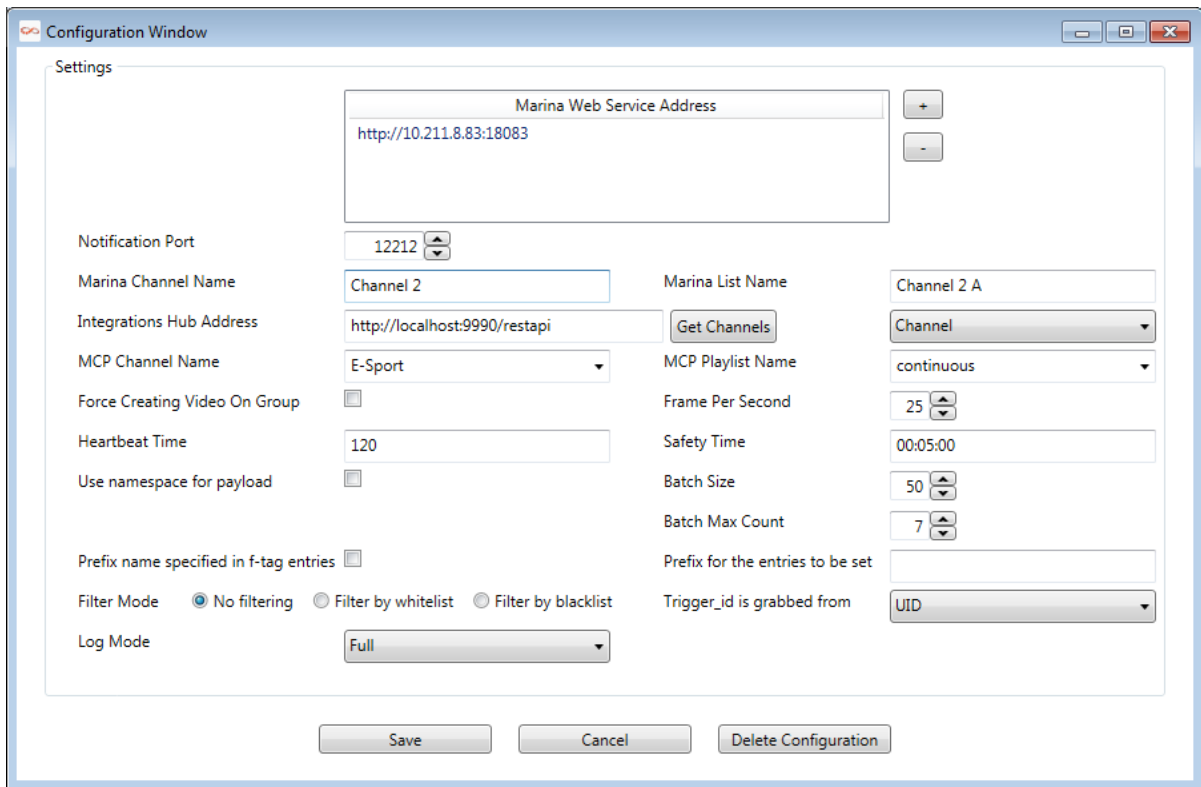 Configuration Window
Settings
Marina Web Service Address
+
http://10.211.8.83:18083
-
Notification Port 12212
Marina Channel Name Channel 2 Marina List Name Channel 2 A
Integrations Hub Address http://localhost:9990/restapi Get Channels Channel
MCP Channel Name E-Sport MCP Playlist Name continuous
Force Creating Video On Group Frame Per Second 25
Heartbeat Time 120 Safety Time 00:05:00
Use namespace for payload Batch Size 50
Batch Max Count 7
Prefix name specified in f-tag entries Prefix for the entries to be set
Filter Mode No filtering Filter by whitelist Filter by blacklist Trigger_id is grabbed from UID
Log Mode Full
Save Cancel Delete Configuration